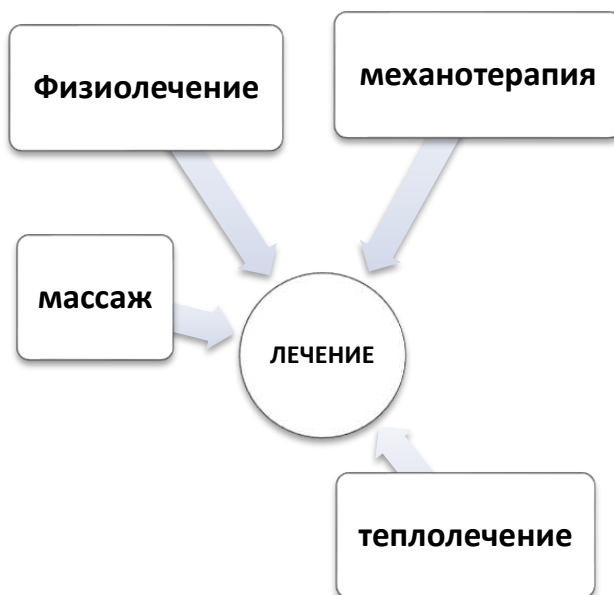 Физиолечение
механотерапия
массаж
ЛЕЧЕНИЕ
теплолечение